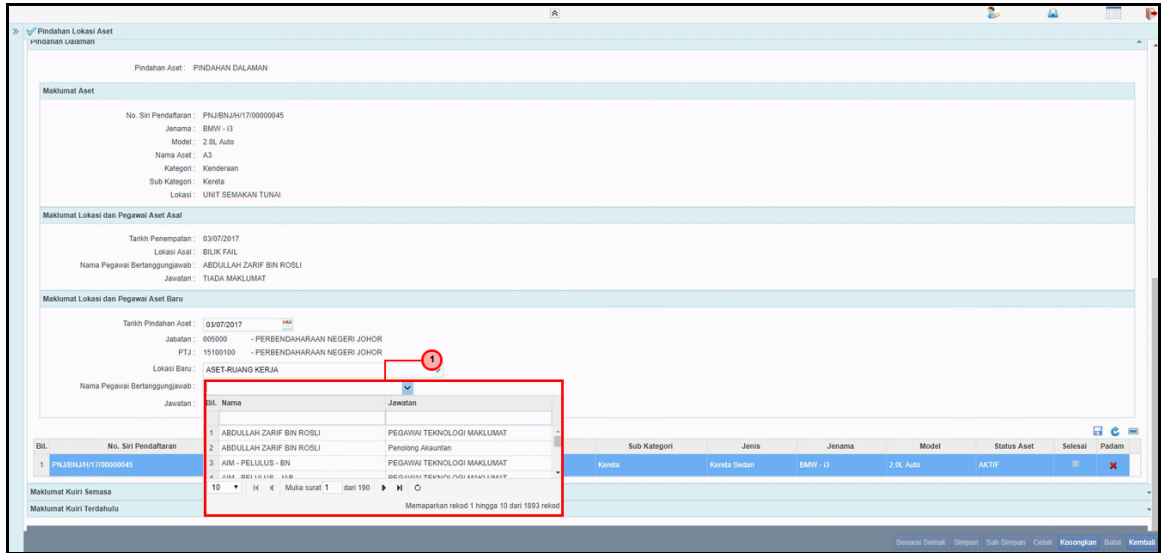 Pindahan Lokasi Aset
Pindahan Dalaman
Pindahan Aset : PINDAHAN DALAMAN
Maklumat Aset
No. Siri Pendaftaran : PNJ/BNJ/H/17/00000045
Jenama : BMW - i3
Model : 2.0L Auto
Nama Aset : A3
Kategori : Kenderaan
Sub Kategori : Kereta
Lokasi : UNIT SEMAKAN TUNAI
Maklumat Lokasi dan Pegawai Aset Asal
Tarikh Penempatan : 03/07/2017
Lokasi Asal : BILIK FAIL
Nama Pegawai Bertanggungjawab : ABDULLAH ZARIF BIN ROSLI
Jawatan : TIADA MAKLUMAT
Maklumat Lokasi dan Pegawai Aset Baru
Tarikh Pindahan Aset : 03/07/2017
Jabatan : 005000 - PERBENDAHARAAN NEGERI JOHOR
PTJ : 15100100 - PERBENDAHARAAN NEGERI JOHOR
1
Lokasi Baru : ASET-RUANG KERJA
Nama Pegawai Bertanggungjawab :
Jawatan :
Bil. Nama Jawatan
1 ABDULLAH ZARIF BIN ROSLI PEGAWAI TEKNOLOGI MAKLUMAT
2 ABDULLAH ZARIF BIN ROSLI Penolong Akauntan
3 AIM - PELULUS - BN PEGAWAI TEKNOLOGI MAKLUMAT
4 AIM - PELULUS - JAB PEGAWAI TEKNOLOGI MAKLUMAT
10 Muka surat 1 dari 190
Memaparkan rekod 1 hingga 10 dari 1893 rekod
Bil. No. Siri Pendaftaran Sub Kategori Jenis Jenama Model Status Aset Selesai Padam
1 PNJ/BNJ/H/17/00000045 Kereta Kereta Sedan BMW - i3 2.0L Auto AKTIF
Maklumat Kuiri Semasa
Maklumat Kuiri Terdahulu
Senarai Semak Simpan Sah Simpan Cetak Kosongkan Batal Kembali